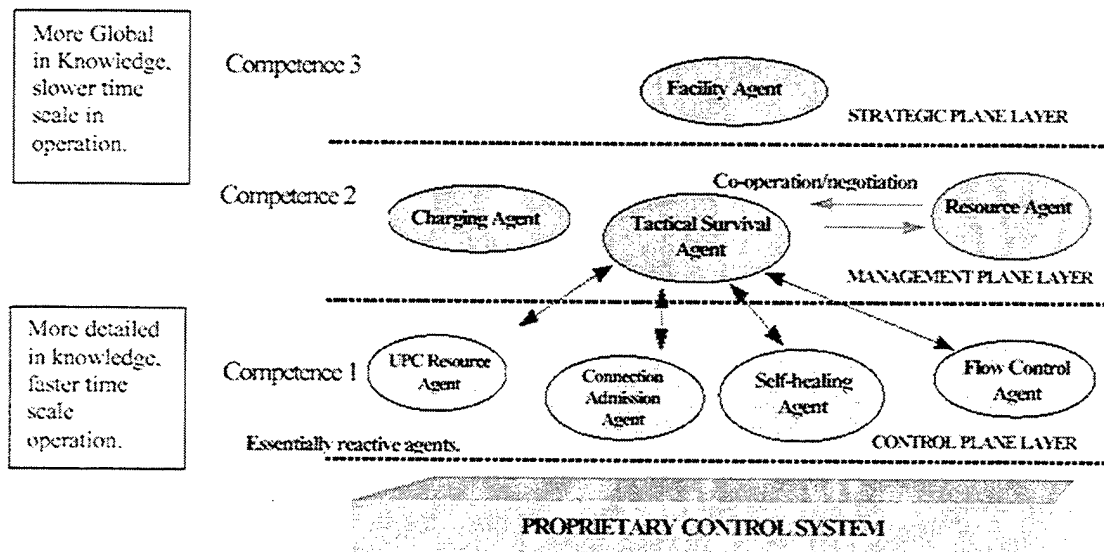 More Global
in Knowledge,
slower time
scale in
operation.
Competence 3
Facility Agent
STRATEGIC PLANE LAYER
Competence 2
Charging Agent
Tactical Survival
Agent
Co-operation/negotiation
Resource Agent
MANAGEMENT PLANE LAYER
More detailed
in knowledge,
faster time
scale
operation.
Competence 1
UPC Resource
Agent
Connection
Admission
Agent
Self-healing
Agent
Flow Control
Agent
Essentially reactive agents.
CONTROL PLANE LAYER
PROPRIETARY CONTROL SYSTEM